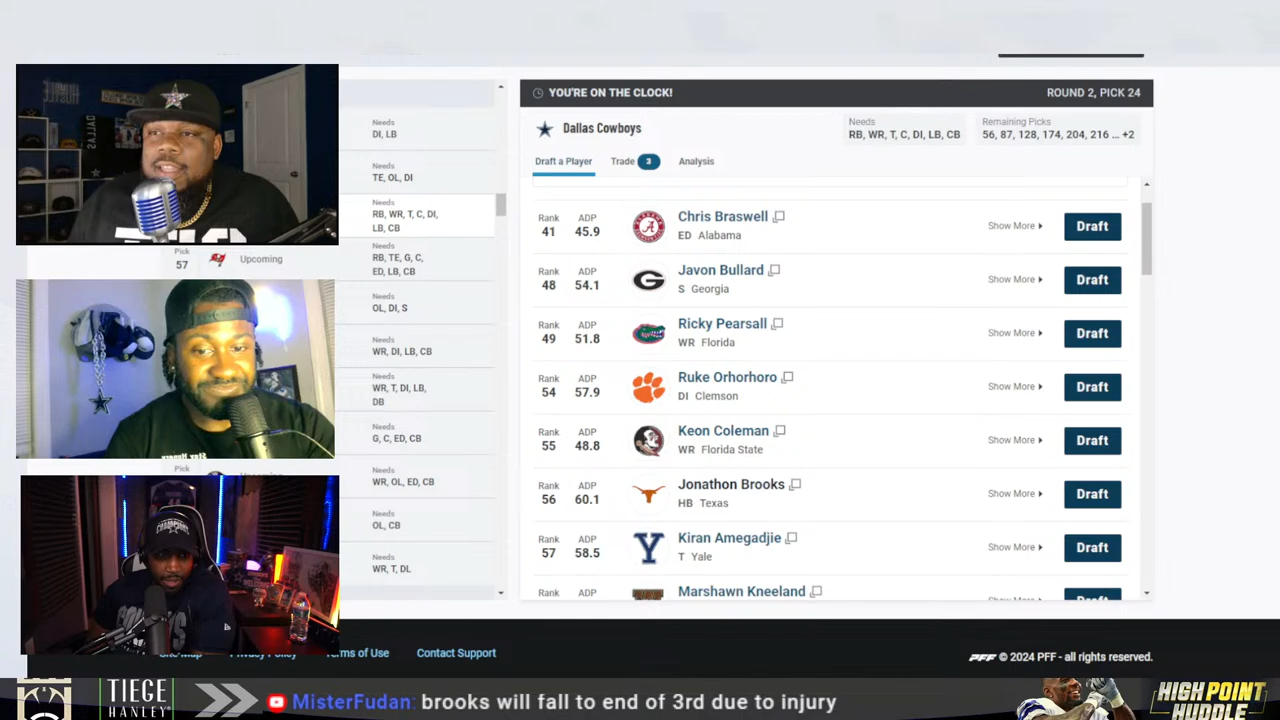 YOU'RE ON THE CLOCK!
ROUND 2, PICK 24
Dallas Cowboys
Needs
RB, WR, T, C, DI, LB, CB
Remaining Picks
56, 87, 128, 174, 204, 216 ... +2
Draft a Player
Trade 3
Analysis
Rank 41
ADP 45.9
Chris Braswell
ED Alabama
Show More
Draft
Rank 48
ADP 54.1
Javon Bullard
S Georgia
Show More
Draft
Rank 49
ADP 51.8
Ricky Pearsall
WR Florida
Show More
Draft
Rank 54
ADP 57.9
Ruke Orhorhoro
DI Clemson
Show More
Draft
Rank 55
ADP 48.8
Keon Coleman
WR Florida State
Show More
Draft
Rank 56
ADP 60.1
Jonathon Brooks
HB Texas
Show More
Draft
Rank 57
ADP 58.5
Kiran Amegadjie
T Yale
Show More
Draft
Rank
ADP
Marshawn Kneeland
Needs
DI, LB
Needs
TE, OL, DI
Needs
RB, WR, T, C, DI,
LB, CB
Pick
57
Upcoming
Needs
RB, TE, G, C,
ED, LB, CB
Needs
OL, DI, S
Needs
WR, DI, LB, CB
Needs
WR, T, DI, LB,
DB
Needs
G, C, ED, CB
Pick
Needs
WR, OL, ED, CB
Needs
OL, CB
Needs
WR, T, DL
Site Map
Privacy Policy
Terms of Use
Contact Support
PFF © 2024 PFF - all rights reserved.
TIEGE
HANLEY
MisterFudan: brooks will fall to end of 3rd due to injury
HIGH POINT
HUDDLE